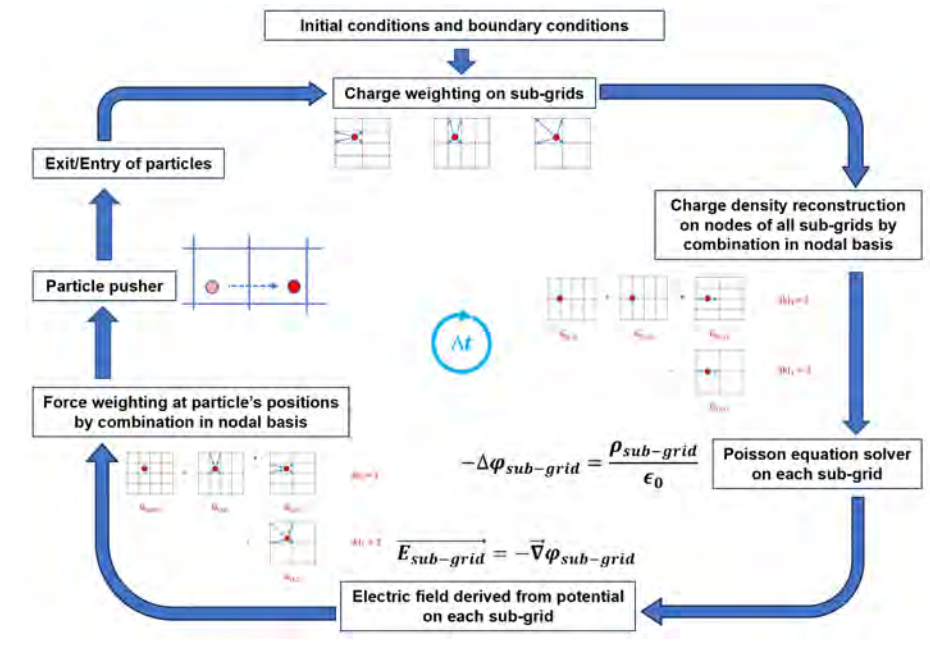 Initial conditions and boundary conditions
Charge weighting on sub-grids
Exit/Entry of particles
Charge density reconstruction
on nodes of all sub-grids by
combination in nodal basis
Particle pusher
Δt
Force weighting at particle's positions
by combination in nodal basis
−Δφ_{sub−grid} = ρ_{sub−grid} / ϵ_0
Poisson equation solver
on each sub-grid
\overrightarrow{E_{sub−grid}} = −\vec{∇}φ_{sub−grid}
Electric field derived from potential
on each sub-grid